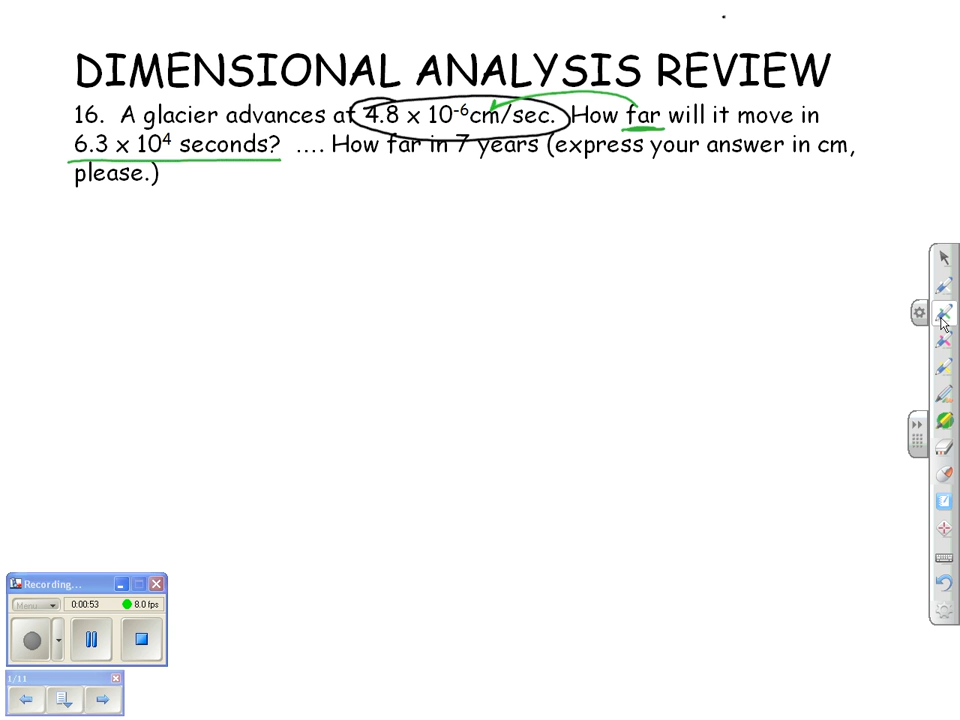 DIMENSIONAL ANALYSIS REVIEW
16. A glacier advances at 4.8 x 10⁻⁶cm/sec. How far will it move in
6.3 x 10⁴ seconds? .... How far in 7 years (express your answer in cm,
please.)
Recording...
Menu
0:00:53
8.0 fps
1/11